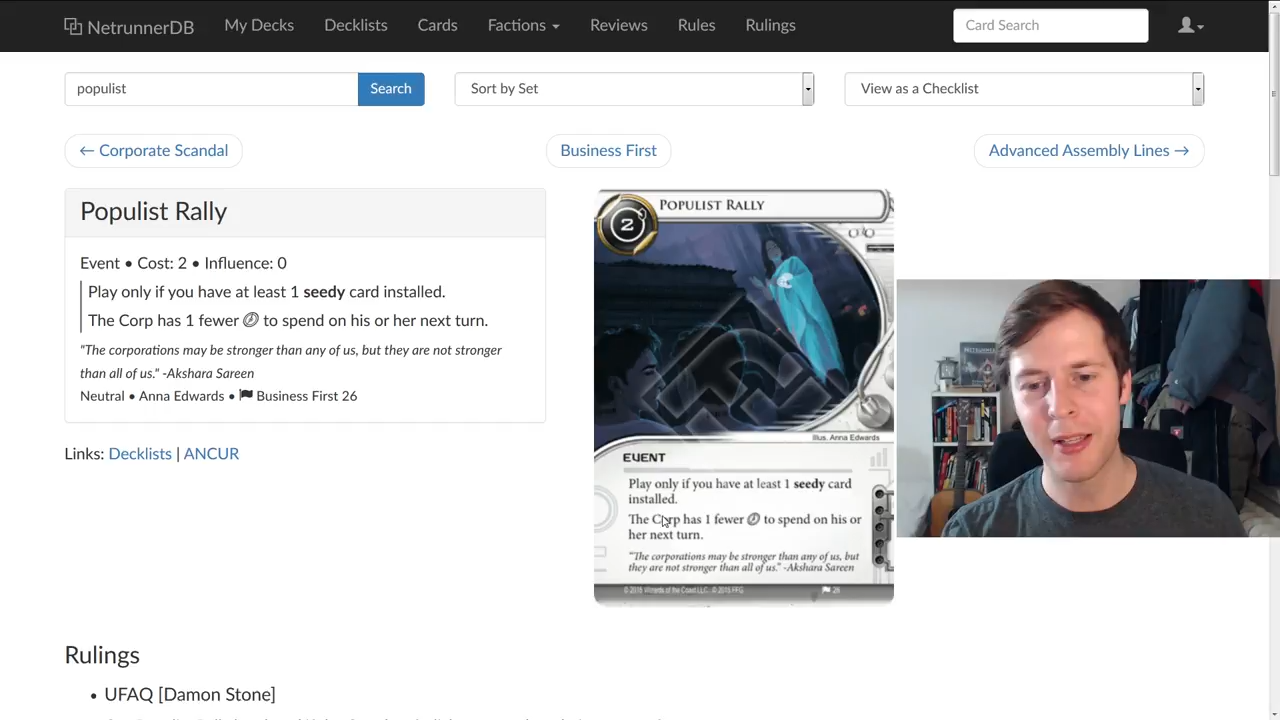 NetrunnerDB My Decks Decklists Cards Factions Reviews Rules Rulings Card Search
populist Search Sort by Set View as a Checklist
← Corporate Scandal Business First Advanced Assembly Lines →
Populist Rally
Event • Cost: 2 • Influence: 0
Play only if you have at least 1 seedy card installed.
The Corp has 1 fewer to spend on his or her next turn.
"The corporations may be stronger than any of us, but they are not stronger
than all of us." -Akshara Sareen
Neutral • Anna Edwards • Business First 26
Links: Decklists | ANCUR
2 POPULIST RALLY
Illus. Anna Edwards
EVENT
Play only if you have at least 1 seedy card
installed.
The Corp has 1 fewer to spend on his or
her next turn.
"The corporations may be stronger than any of us, but
they are not stronger than all of us." -Akshara Sareen
Rulings
• UFAQ [Damon Stone]